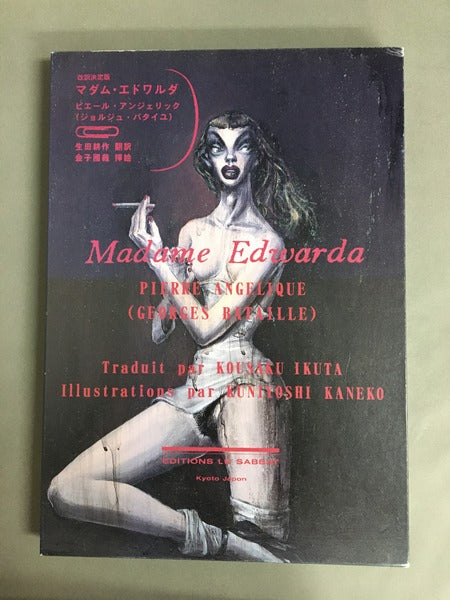 改訳決定版
マダム・エドワルダ
ピエール・アンジェリック
(ジョルジュ・バタイユ)
生田耕作 翻訳
金子國義 挿絵
Madame Edwarda
PIERRE ANGELIQUE
(GEORGES BATAILLE)
Traduit par KOUSAKU IKUTA
Illustrations par KUNIYOSHI KANEKO
EDITIONS LE SABBAT
Kyoto Japon